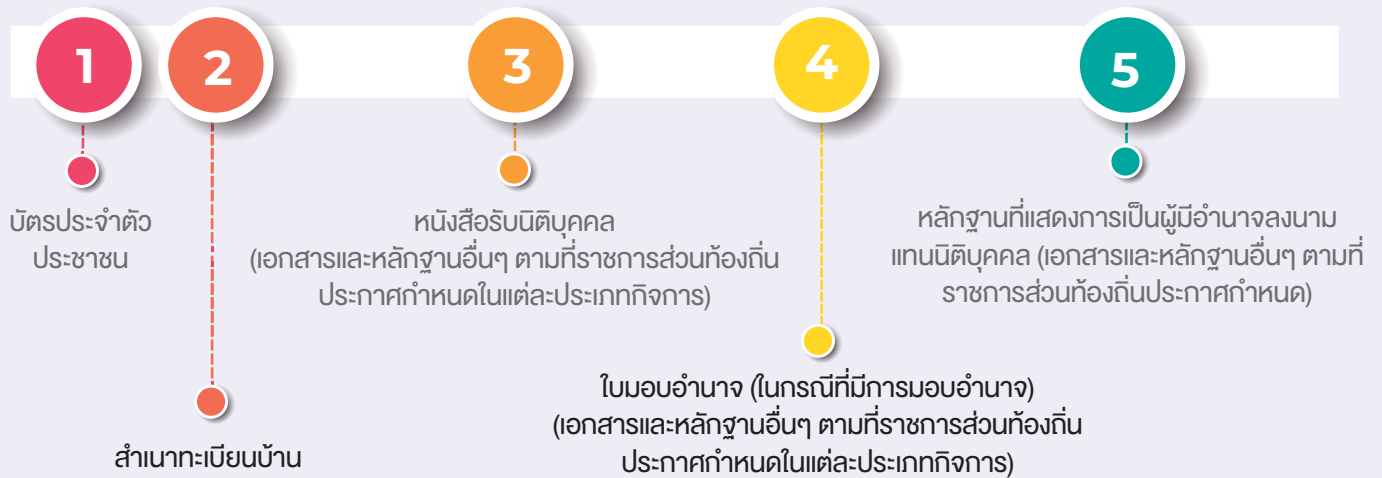 1
2
3
4
5
บัตรประจำตัว
ประชาชน
สำเนาทะเบียนบ้าน
หนังสือรับนิติบุคคล
(เอกสารและหลักฐานอื่นๆ ตามที่ราชการส่วนท้องถิ่น
ประกาศกำหนดในแต่ละประเภทกิจการ)
ใบมอบอำนาจ (ในกรณีที่มีการมอบอำนาจ)
(เอกสารและหลักฐานอื่นๆ ตามที่ราชการส่วนท้องถิ่น
ประกาศกำหนดในแต่ละประเภทกิจการ)
หลักฐานที่แสดงการเป็นผู้มีอำนาจลงนาม
แทนนิติบุคคล (เอกสารและหลักฐานอื่นๆ ตามที่
ราชการส่วนท้องถิ่นประกาศกำหนด)